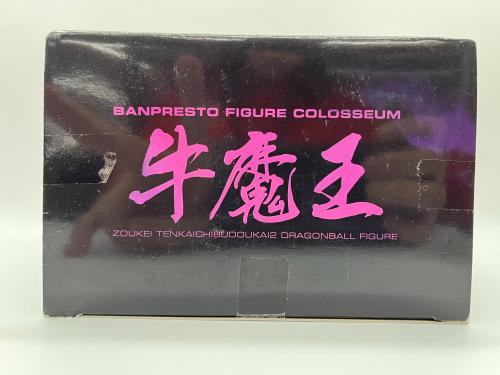 BANPRESTO FIGURE COLOSSEUM
牛魔王
ZOUKEI TENKAICHIBUDOUKAI2 DRAGONBALL FIGURE